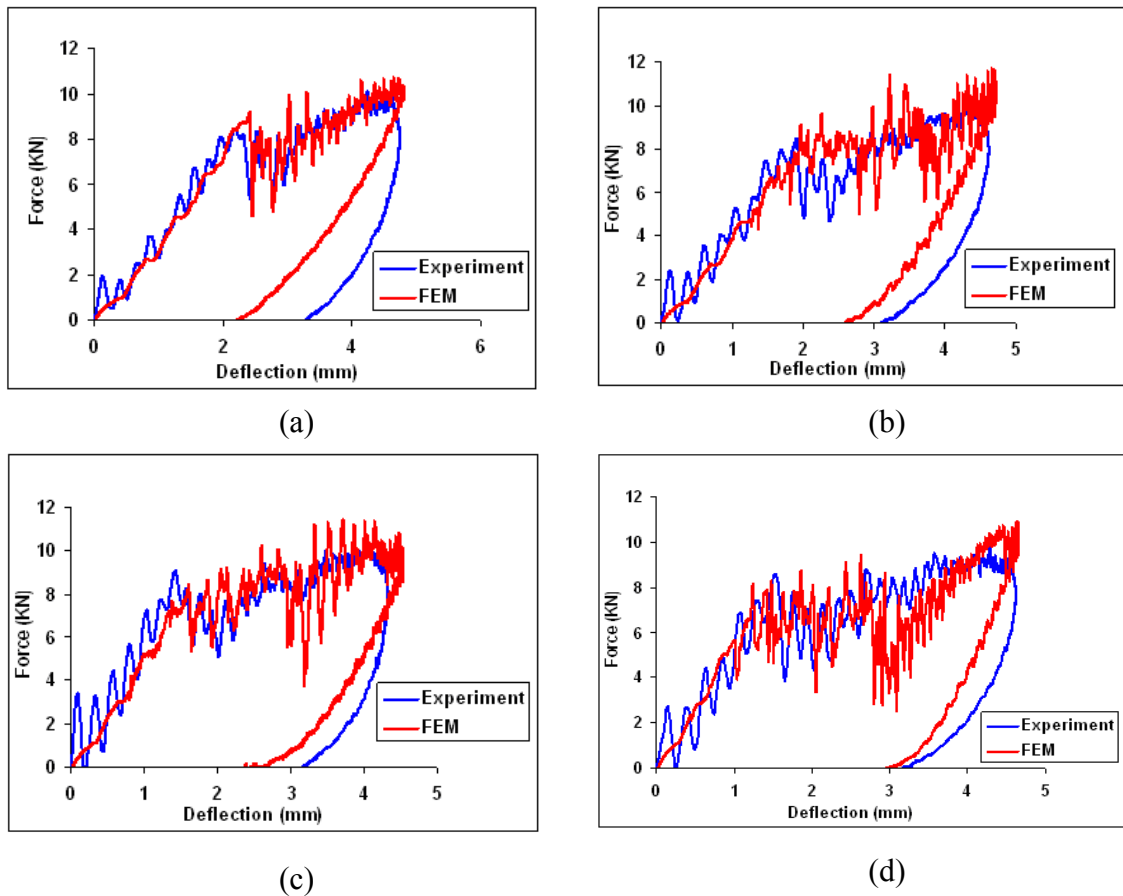 12
10
8
6
4
2
0
Force (KN)
Experiment
FEM
0 2 4 6
Deflection (mm)
(a)
12
10
8
6
4
2
0
Force (KN)
Experiment
FEM
0 1 2 3 4 5
Deflection (mm)
(b)
12
10
8
6
4
2
0
Force (KN)
Experiment
FEM
0 1 2 3 4 5
Deflection (mm)
(c)
12
10
8
6
4
2
0
Force (KN)
Experiment
FEM
0 1 2 3 4 5
Deflection (mm)
(d)